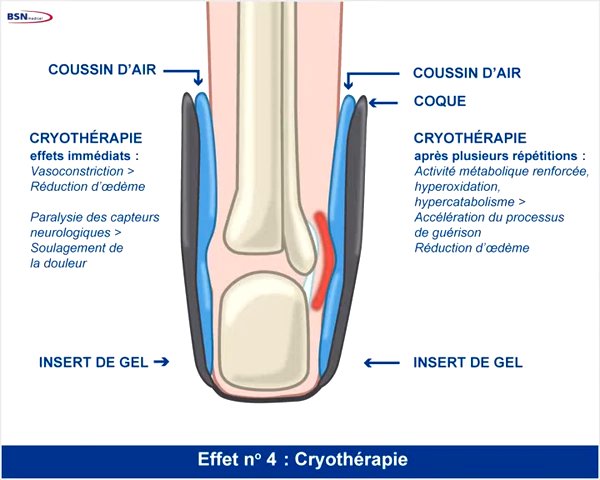 BSN medical
COUSSIN D'AIR
CRYOTHÉRAPIE
effets immédiats :
Vasoconstriction >
Réduction d'œdème
Paralysie des capteurs
neurologiques >
Soulagement de
la douleur
INSERT DE GEL
COUSSIN D'AIR
COQUE
CRYOTHÉRAPIE
après plusieurs répétitions :
Activité métabolique renforcée,
hyperoxidation,
hypercatabolisme >
Accélération du processus
de guérison
Réduction d'œdème
INSERT DE GEL
Effet n° 4 : Cryothérapie